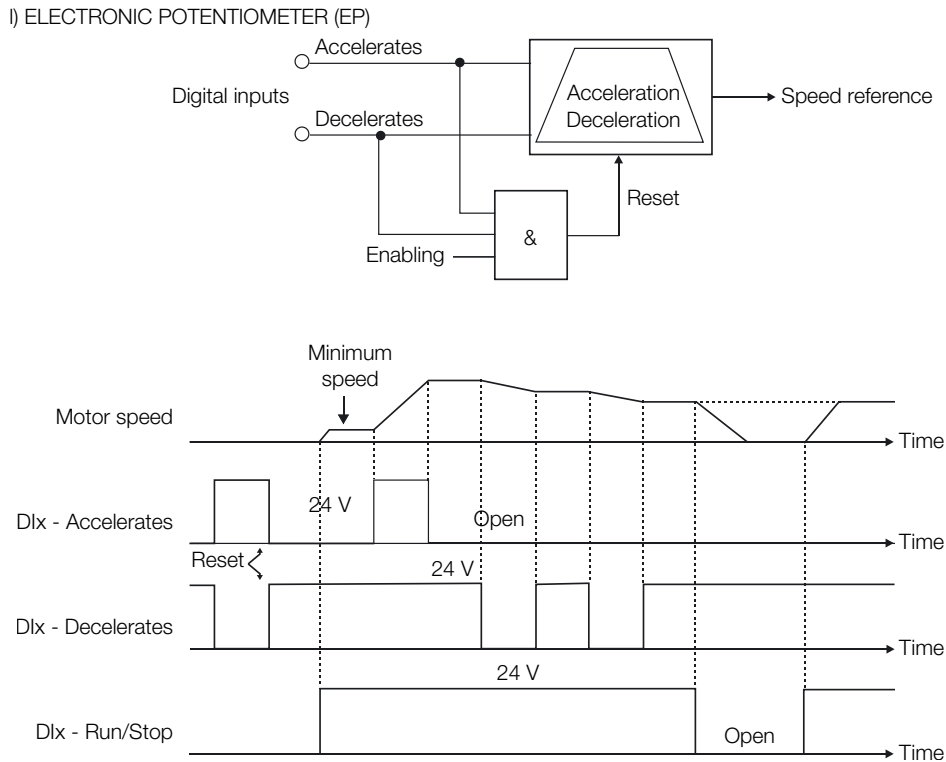 I) ELECTRONIC POTENTIOMETER (EP)
Accelerates
Digital inputs
Decelerates
Acceleration
Deceleration
Speed reference
Reset
&
Enabling
Minimum
speed
Motor speed
Time
24 V
DIx - Accelerates
Open
Time
Reset
24 V
DIx - Decelerates
Time
24 V
DIx - Run/Stop
Open
Time